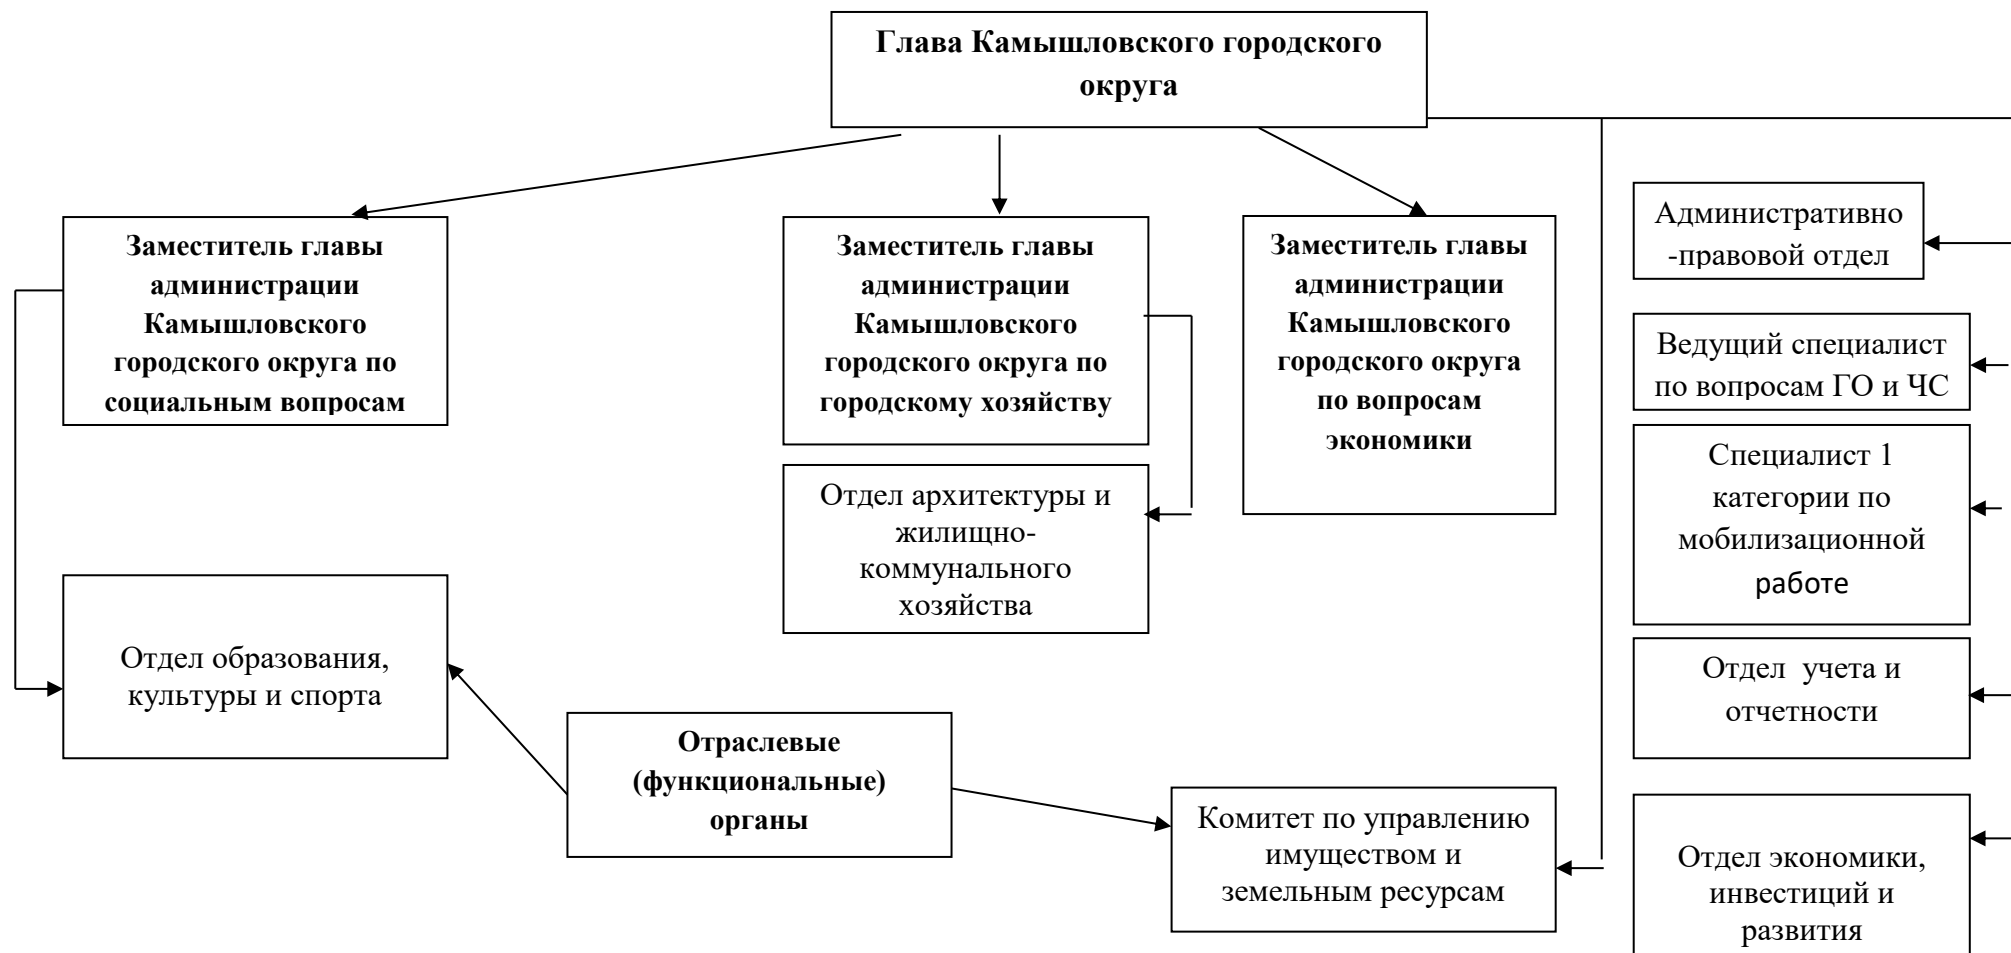 Глава Камышловского городского
округа
Заместитель главы
администрации
Камышловского
городского округа по
социальным вопросам
Заместитель главы
администрации
Камышловского
городского округа по
городскому хозяйству
Заместитель главы
администрации
Камышловского
городского округа
по вопросам
экономики
Административно
-правовой отдел
Ведущий специалист
по вопросам ГО и ЧС
Специалист 1
категории по
мобилизационной
работе
Отдел архитектуры и
жилищно-
коммунального
хозяйства
Отдел образования,
культуры и спорта
Отдел учета и
отчетности
Отраслевые
(функциональные)
органы
Комитет по управлению
имуществом и
земельным ресурсам
Отдел экономики,
инвестиций и
развития